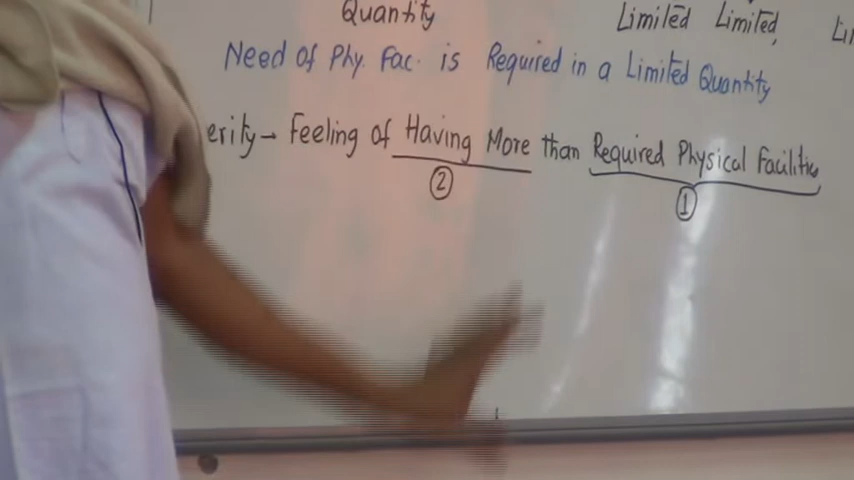 Quantity Limited Limited,
Need of Phy. Fac. is Required in a Limited Quantity
erity → Feeling of Having More than Required Physical Facilities
② ①